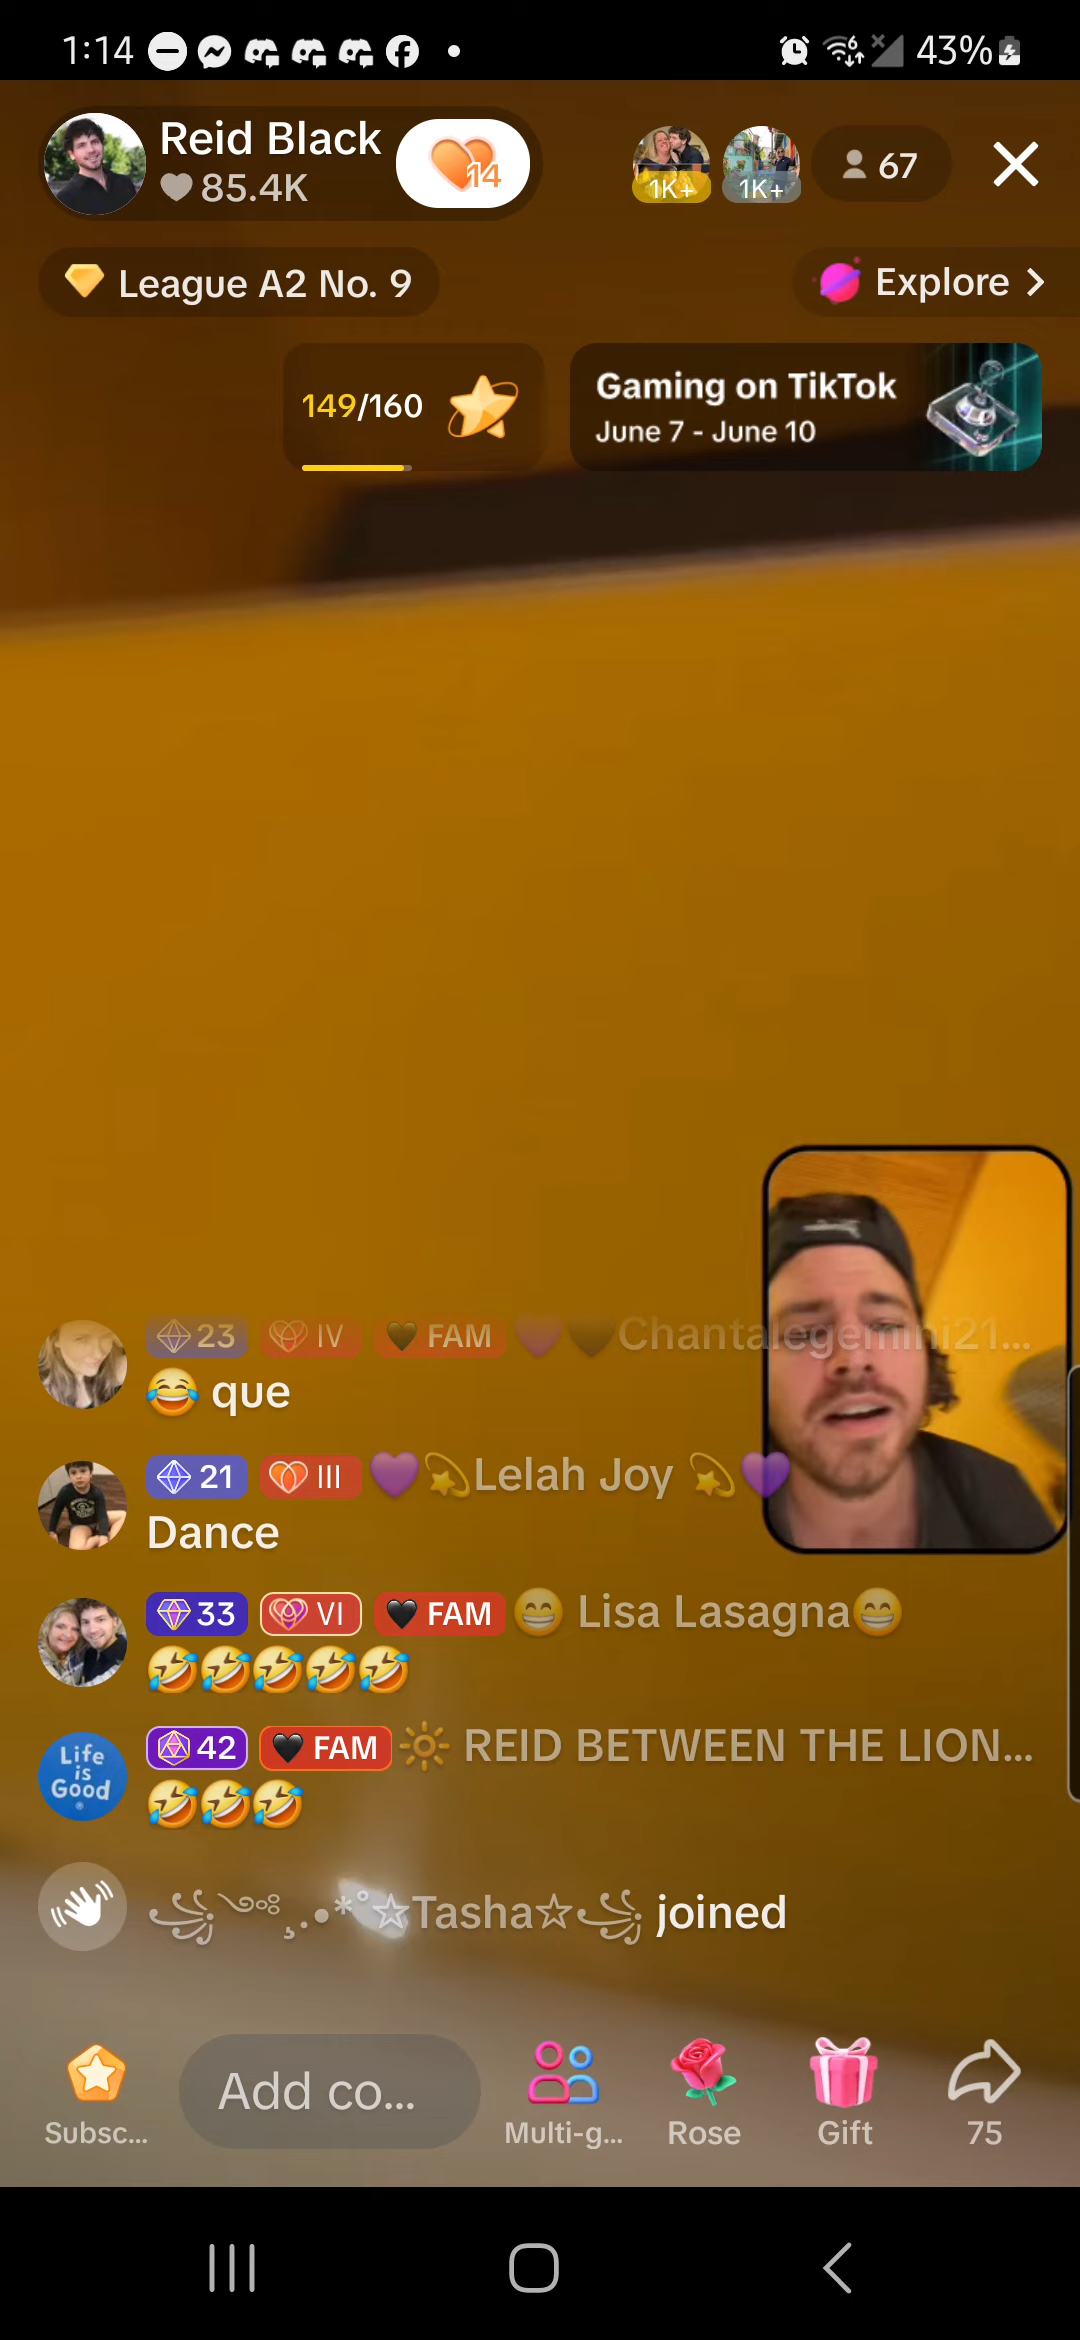 1:14
43%
Reid Black
85.4K
14
1K+
1K+
67
League A2 No. 9
Explore
149/160
Gaming on TikTok
June 7 - June 10
23 IV 🖤 FAM 💜🖤Chantalegemini21...
😂 que
21 III 💜💫Lelah Joy 💫💜
Dance
33 VI 🖤 FAM 😁 Lisa Lasagna😁
🤣🤣🤣🤣🤣
Life
is
Good
42 🖤 FAM 🔆 REID BETWEEN THE LION...
🤣🤣🤣
꧁༺¸.•*°☆Tasha☆꧁ joined
Add co...
Subsc...
Multi-g...
Rose
Gift
75